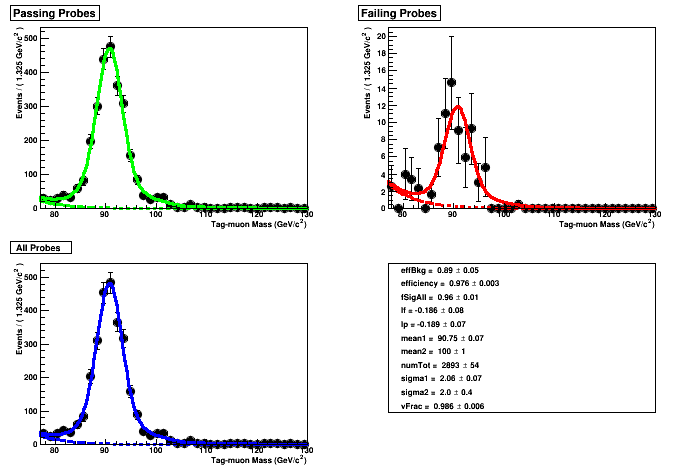 Passing Probes
Events / ( 1.325 GeV/c² )
500
400
300
200
100
0
80 90 100 110 120 130
Tag-muon Mass (GeV/c²)
Failing Probes
Events / ( 1.325 GeV/c² )
20
18
16
14
12
10
8
6
4
2
0
80 90 100 110 120 130
Tag-muon Mass (GeV/c²)
All Probes
Events / ( 1.325 GeV/c² )
500
400
300
200
100
0
80 90 100 110 120 130
Tag-muon Mass (GeV/c²)
effBkg = 0.89 ± 0.05
efficiency = 0.976 ± 0.003
fSigAll = 0.96 ± 0.01
lf = -0.186 ± 0.08
lp = -0.189 ± 0.07
mean1 = 90.75 ± 0.07
mean2 = 100 ± 1
numTot = 2893 ± 54
sigma1 = 2.06 ± 0.07
sigma2 = 2.0 ± 0.4
vFrac = 0.986 ± 0.006